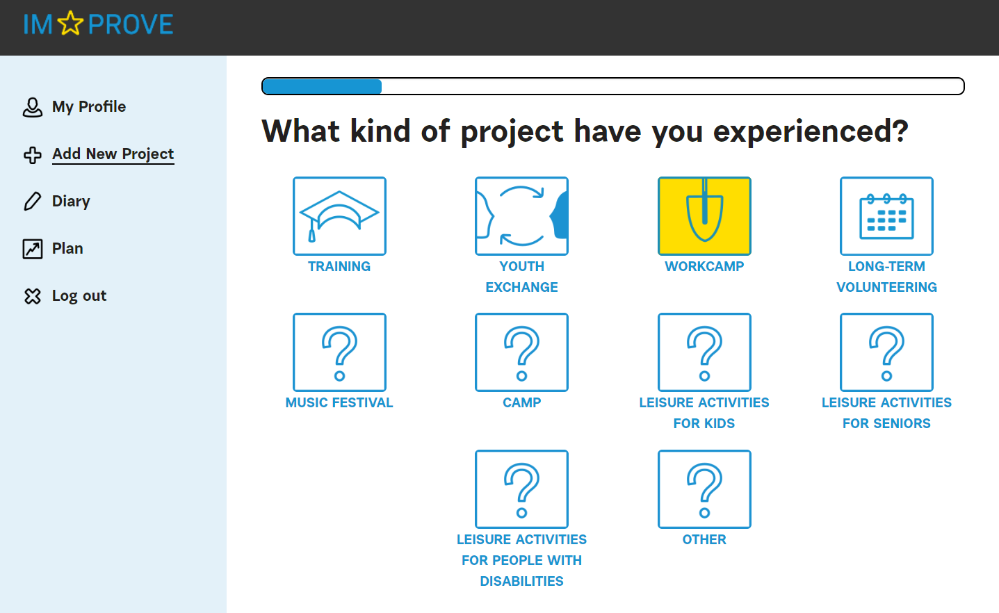 IM PROVE
My Profile
Add New Project
Diary
Plan
Log out
What kind of project have you experienced?
TRAINING
YOUTH
EXCHANGE
WORKCAMP
LONG-TERM
VOLUNTEERING
MUSIC FESTIVAL
CAMP
LEISURE ACTIVITIES
FOR KIDS
LEISURE ACTIVITIES
FOR SENIORS
LEISURE ACTIVITIES
FOR PEOPLE WITH
DISABILITIES
OTHER